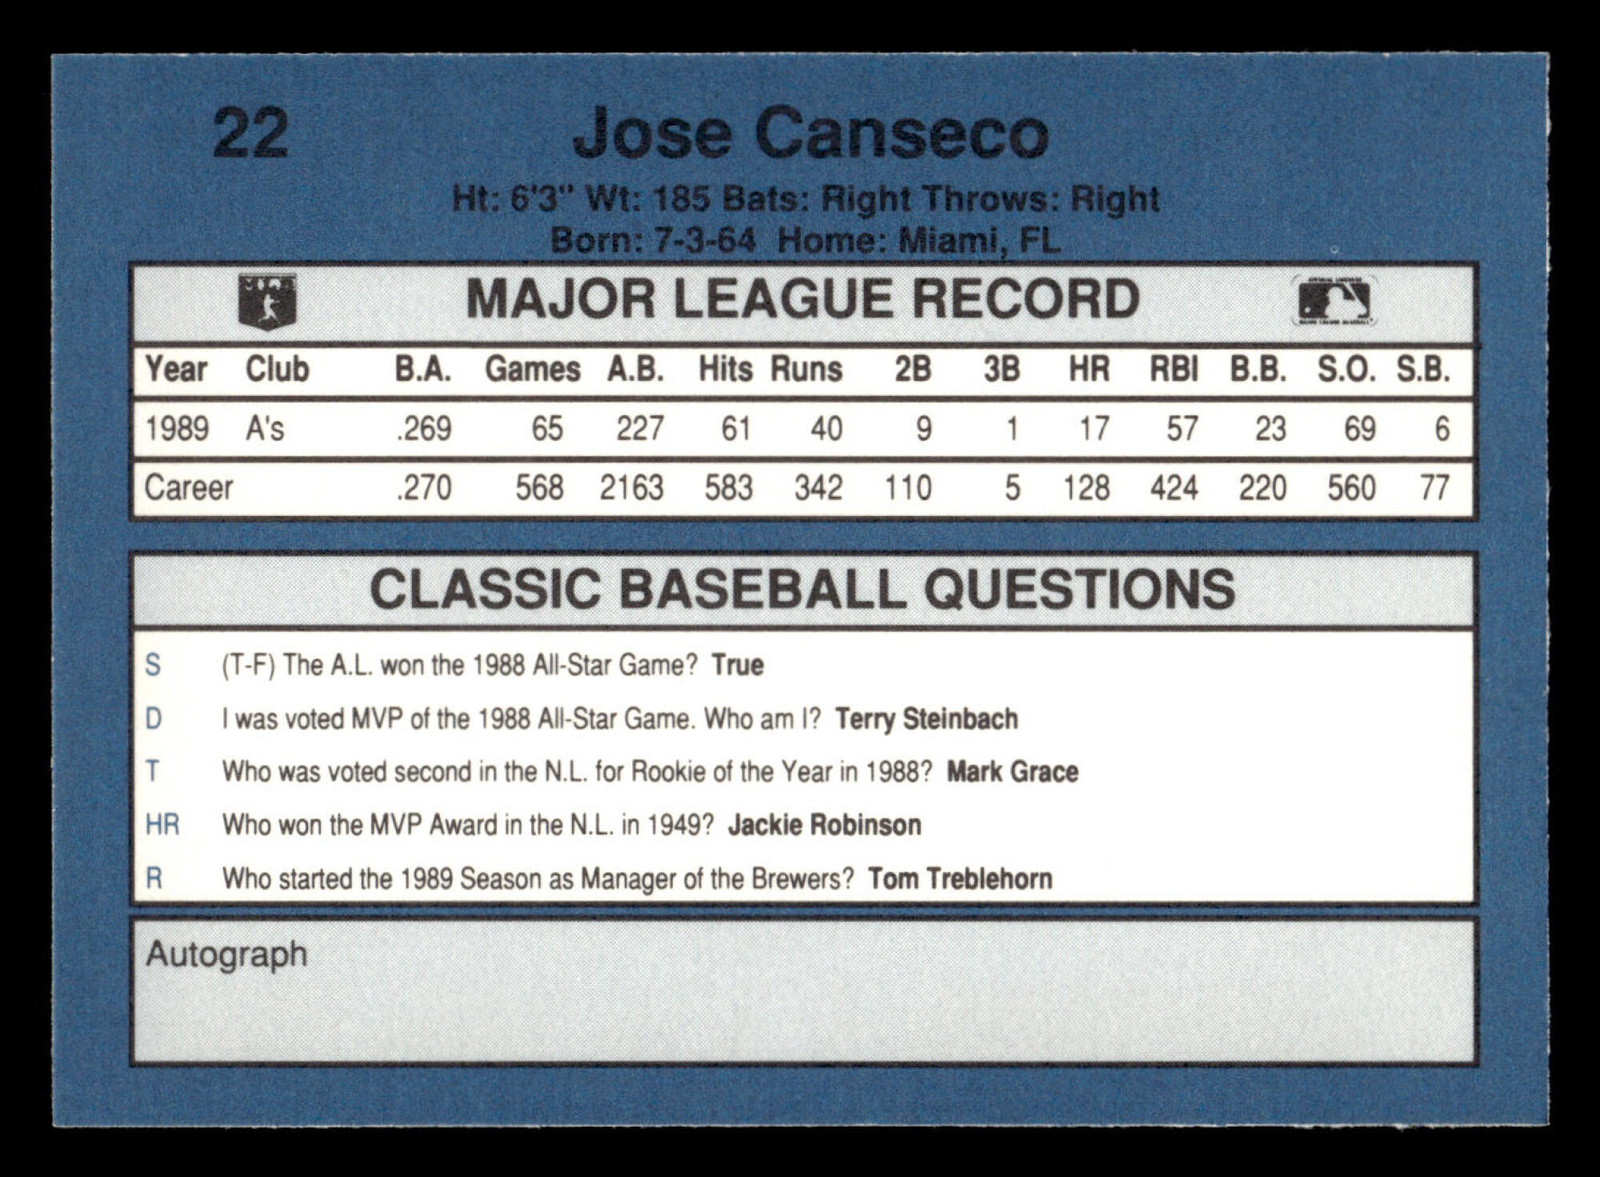 22 Jose Canseco
Ht: 6'3" Wt: 185 Bats: Right Throws: Right
Born: 7-3-64 Home: Miami, FL
MAJOR LEAGUE RECORD
Year Club B.A. Games A.B. Hits Runs 2B 3B HR RBI B.B. S.O. S.B.
1989 A's .269 65 227 61 40 9 1 17 57 23 69 6
Career .270 568 2163 583 342 110 5 128 424 220 560 77
CLASSIC BASEBALL QUESTIONS
S (T-F) The A.L. won the 1988 All-Star Game? True
D I was voted MVP of the 1988 All-Star Game. Who am I? Terry Steinbach
T Who was voted second in the N.L. for Rookie of the Year in 1988? Mark Grace
HR Who won the MVP Award in the N.L. in 1949? Jackie Robinson
R Who started the 1989 Season as Manager of the Brewers? Tom Treblehorn
Autograph